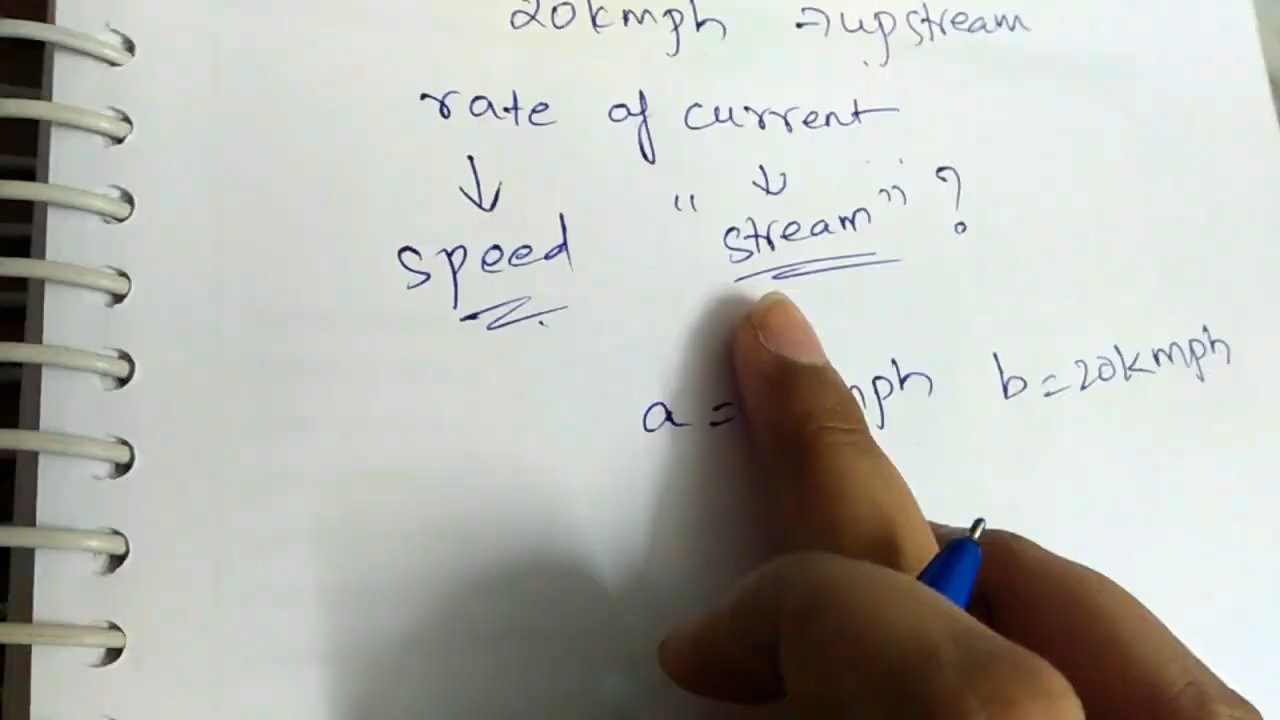 20kmph ⇒upstream
rate of current
↓ ↓
speed "stream" ?
a = mph b=20kmph